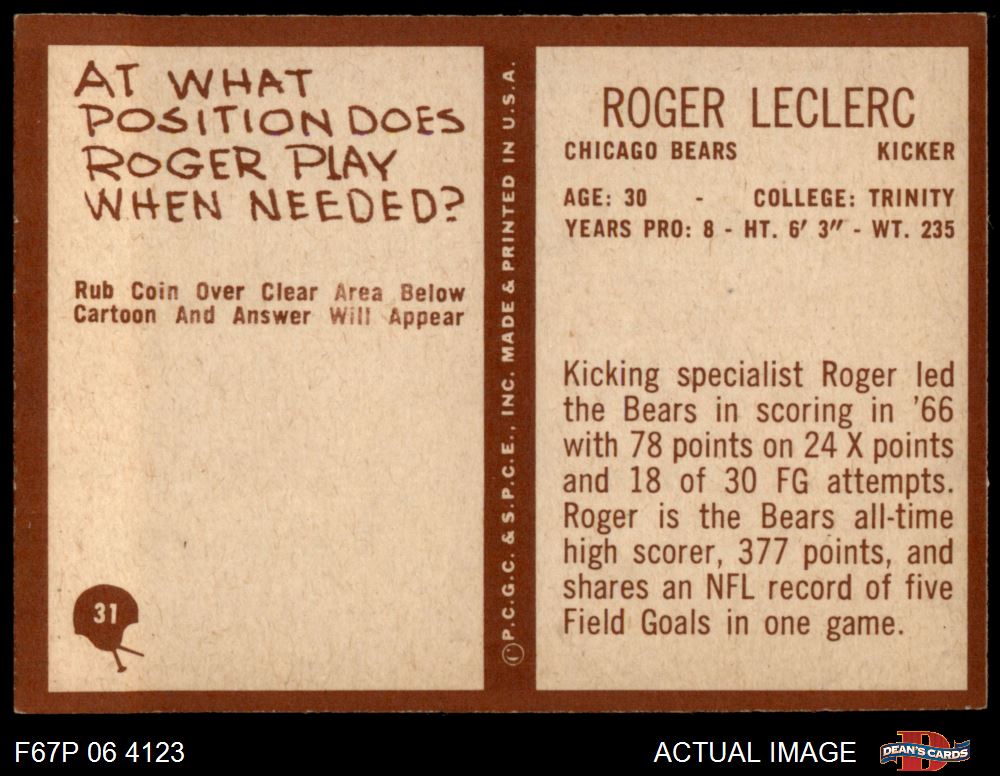 AT WHAT
POSITION DOES
ROGER PLAY
WHEN NEEDED?
Rub Coin Over Clear Area Below
Cartoon And Answer Will Appear
31
© P.C.G.C. & S.P.C.E., INC. MADE & PRINTED IN U.S.A.
ROGER LECLERC
CHICAGO BEARS KICKER
AGE: 30 - COLLEGE: TRINITY
YEARS PRO: 8 - HT. 6' 3" - WT. 235
Kicking specialist Roger led
the Bears in scoring in '66
with 78 points on 24 X points
and 18 of 30 FG attempts.
Roger is the Bears all-time
high scorer, 377 points, and
shares an NFL record of five
Field Goals in one game.
F67P 06 4123
ACTUAL IMAGE
D
DEAN'S CARDS